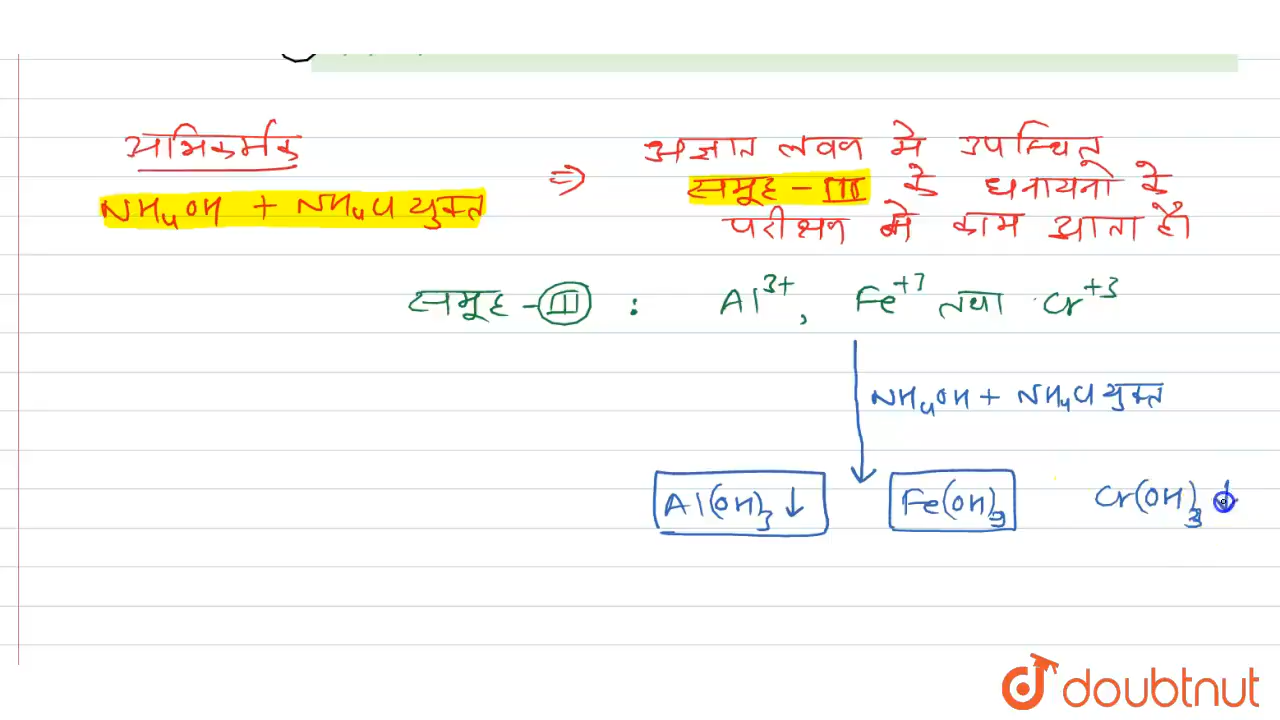 अभिकर्मक
NH4OH + NH4Cl युक्त
⇒ अज्ञात लवण मे उपस्थित
समूह - III के धनायनो के
परीक्षण मे काम आता है।
समूह - III : Al3+, Fe+3 तथा Cr+3
NH4OH + NH4Cl युक्त
Al(OH)3 ↓ Fe(OH)3 Cr(OH)3 ↓
doubtnut